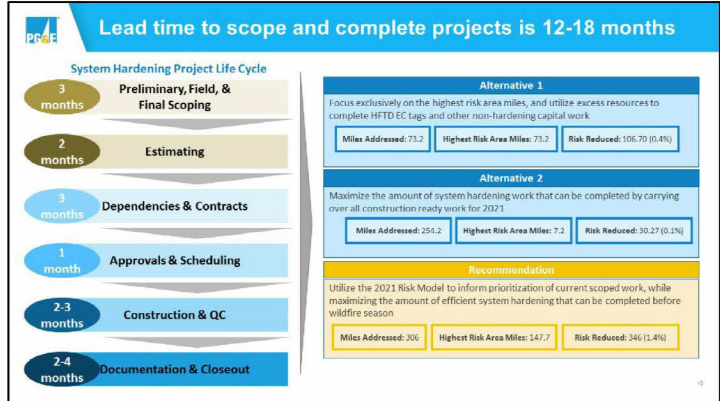 PG&E
Lead time to scope and complete projects is 12-18 months
System Hardening Project Life Cycle
3
months
Preliminary, Field, &
Final Scoping
2
months
Estimating
3
months
Dependencies & Contracts
1
month
Approvals & Scheduling
2-3
months
Construction & QC
2-4
months
Documentation & Closeout
Alternative 1
Focus exclusively on the highest risk area miles, and utilize excess resources to
complete HFTD EC tags and other non-hardening capital work
Miles Addressed: 73.2
Highest Risk Area Miles: 73.2
Risk Reduced: 106.70 (0.4%)
Alternative 2
Maximize the amount of system hardening work that can be completed by carrying
over all construction ready work for 2021
Miles Addressed: 254.2
Highest Risk Area Miles: 7.2
Risk Reduced: 30.27 (0.1%)
Recommendation
Utilize the 2021 Risk Model to inform prioritization of current scoped work, while
maximizing the amount of efficient system hardening that can be completed before
wildfire season
Miles Addressed: 306
Highest Risk Area Miles: 147.7
Risk Reduced: 346 (1.4%)